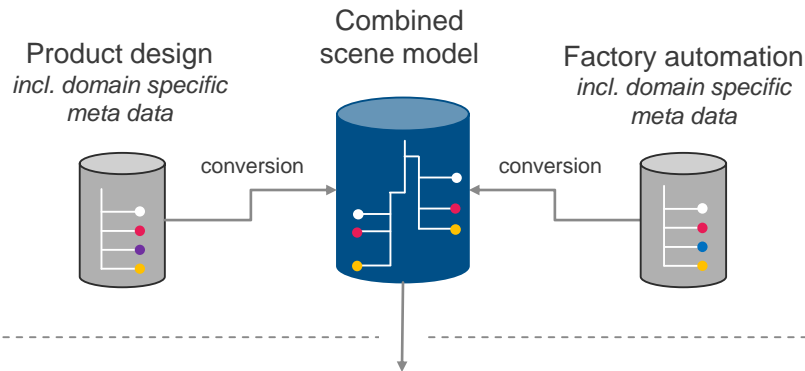 Combined
scene model
Product design
incl. domain specific
meta data
Factory automation
incl. domain specific
meta data
conversion
conversion